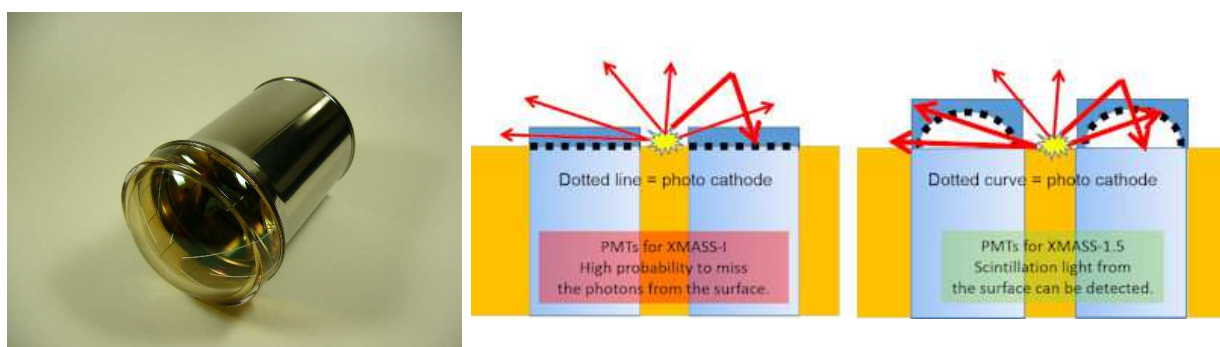 Dotted line = photo cathode
PMTs for XMASS-I
High probability to miss
the photons from the surface.
Dotted curve = photo cathode
PMTs for XMASS-1.5
Scintillation light from
the surface can be detected.